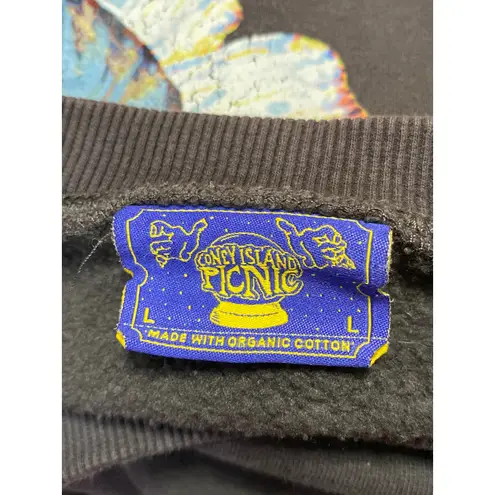 CONEY ISLAND
PICNIC
L L
MADE WITH ORGANIC COTTON